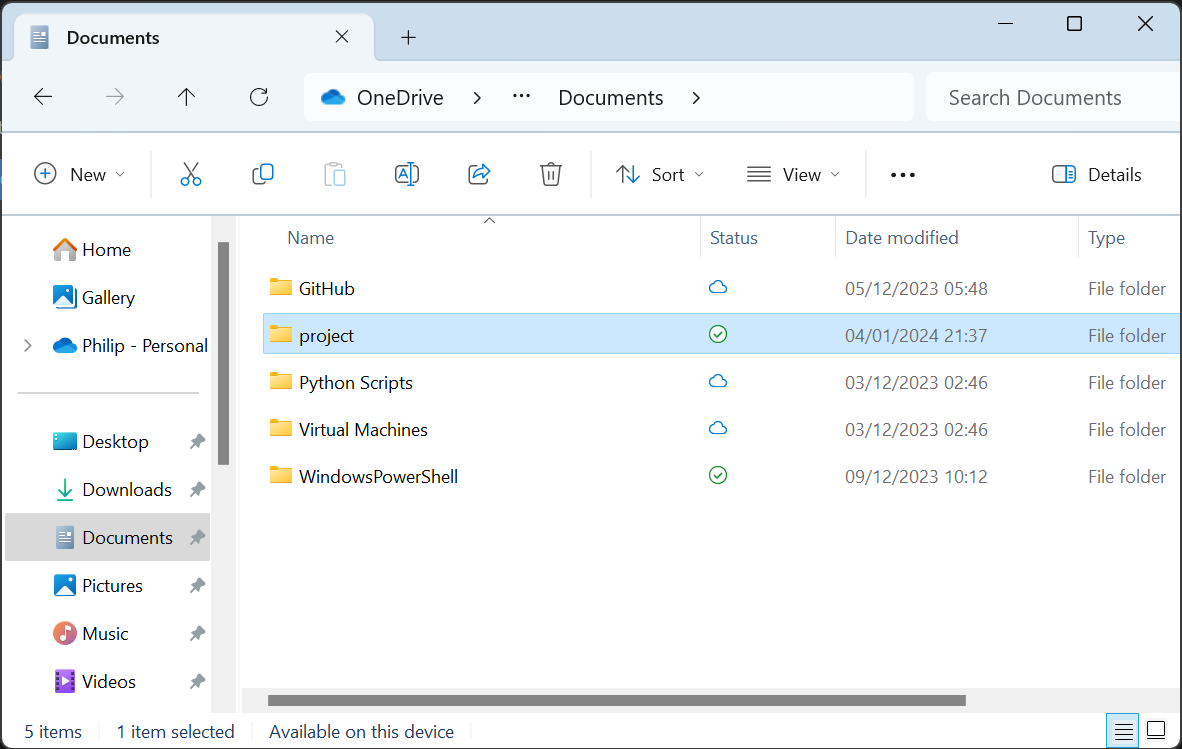 Documents
OneDrive > ... Documents >
Search Documents
New
Sort
View
Details
Name Status Date modified Type
GitHub 05/12/2023 05:48 File folder
project 04/01/2024 21:37 File folder
Python Scripts 03/12/2023 02:46 File folder
Virtual Machines 03/12/2023 02:46 File folder
WindowsPowerShell 09/12/2023 10:12 File folder
Home
Gallery
Philip - Personal
Desktop
Downloads
Documents
Pictures
Music
Videos
5 items 1 item selected Available on this device